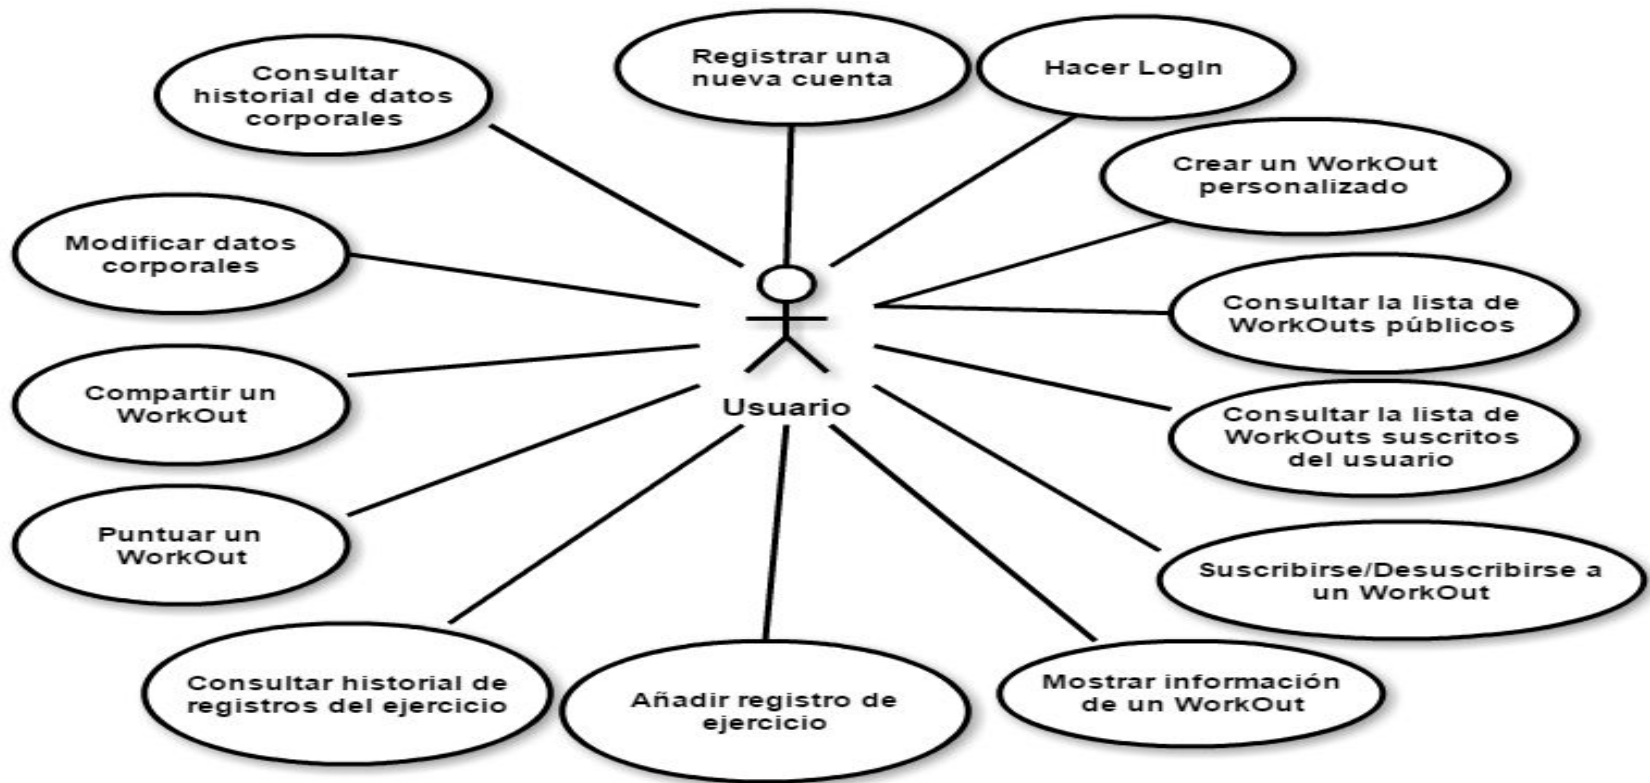 Consultar
historial de datos
corporales
Registrar una
nueva cuenta
Hacer LogIn
Crear un WorkOut
personalizado
Modificar datos
corporales
Consultar la lista de
WorkOuts públicos
Compartir un
WorkOut
Usuario
Consultar la lista de
WorkOuts suscritos
del usuario
Puntuar un
WorkOut
Suscribirse/Desuscribirse a
un WorkOut
Consultar historial de
registros del ejercicio
Añadir registro de
ejercicio
Mostrar información
de un WorkOut